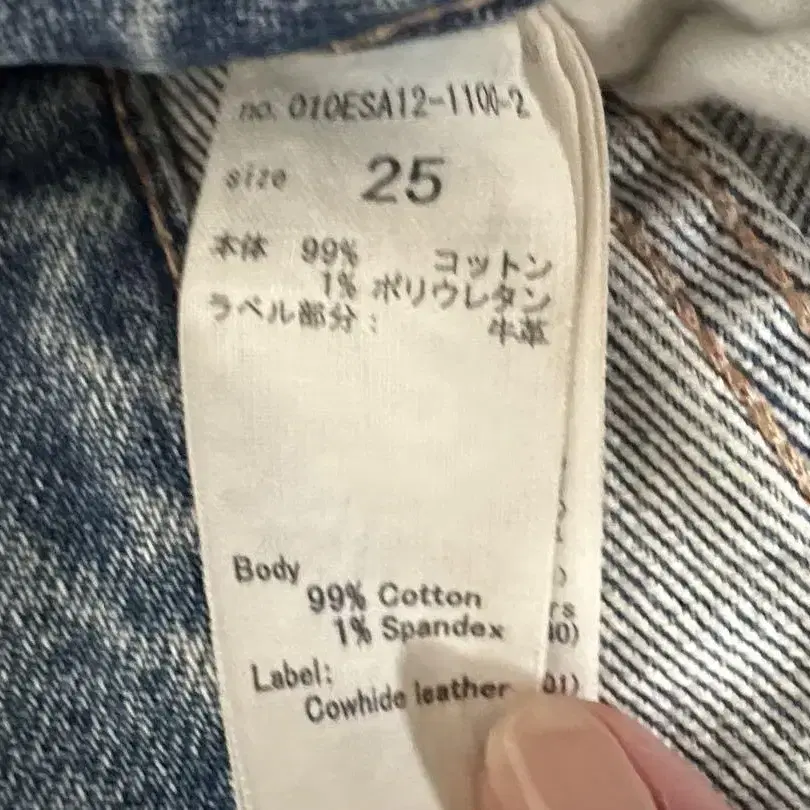 no. 010ESA12-1100-2
size 25
本体 99% コットン
1% ポリウレタン
ラベル部分: 牛革
Body
99% Cotton
1% Spandex
Label:
Cowhide leather